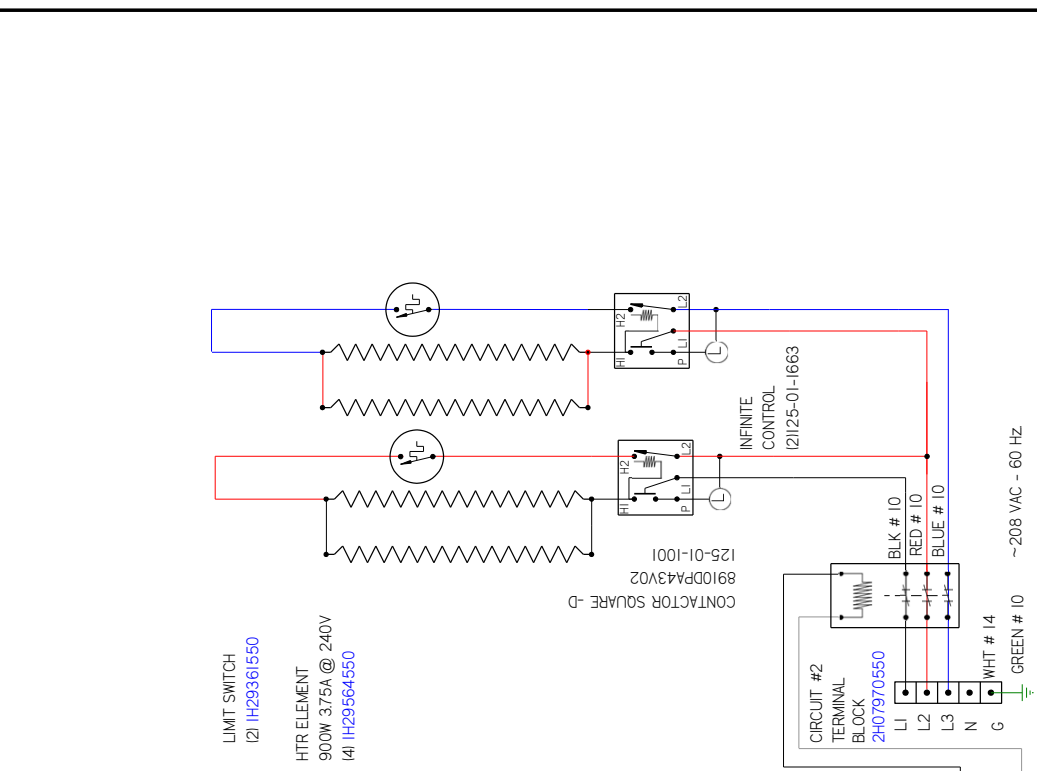 H2
L2
H1
P
L1
L
H2
L2
H1
P
L1
L
INFINITE
CONTROL
(2)125-01-1663
CONTACTOR SQUARE -D
8910DPA43V02
125-01-1001
BLK # 10
RED # 10
BLUE # 10
~208 VAC - 60 HZ
LIMIT SWITCH
(2) 1H29361550
HTR ELEMENT
900W 3.75A @ 240V
(4) 1H29564550
CIRCUIT #2
TERMINAL
BLOCK
2H07970550
WHT # 14
GREEN # 10
L1
L2
L3
N
G